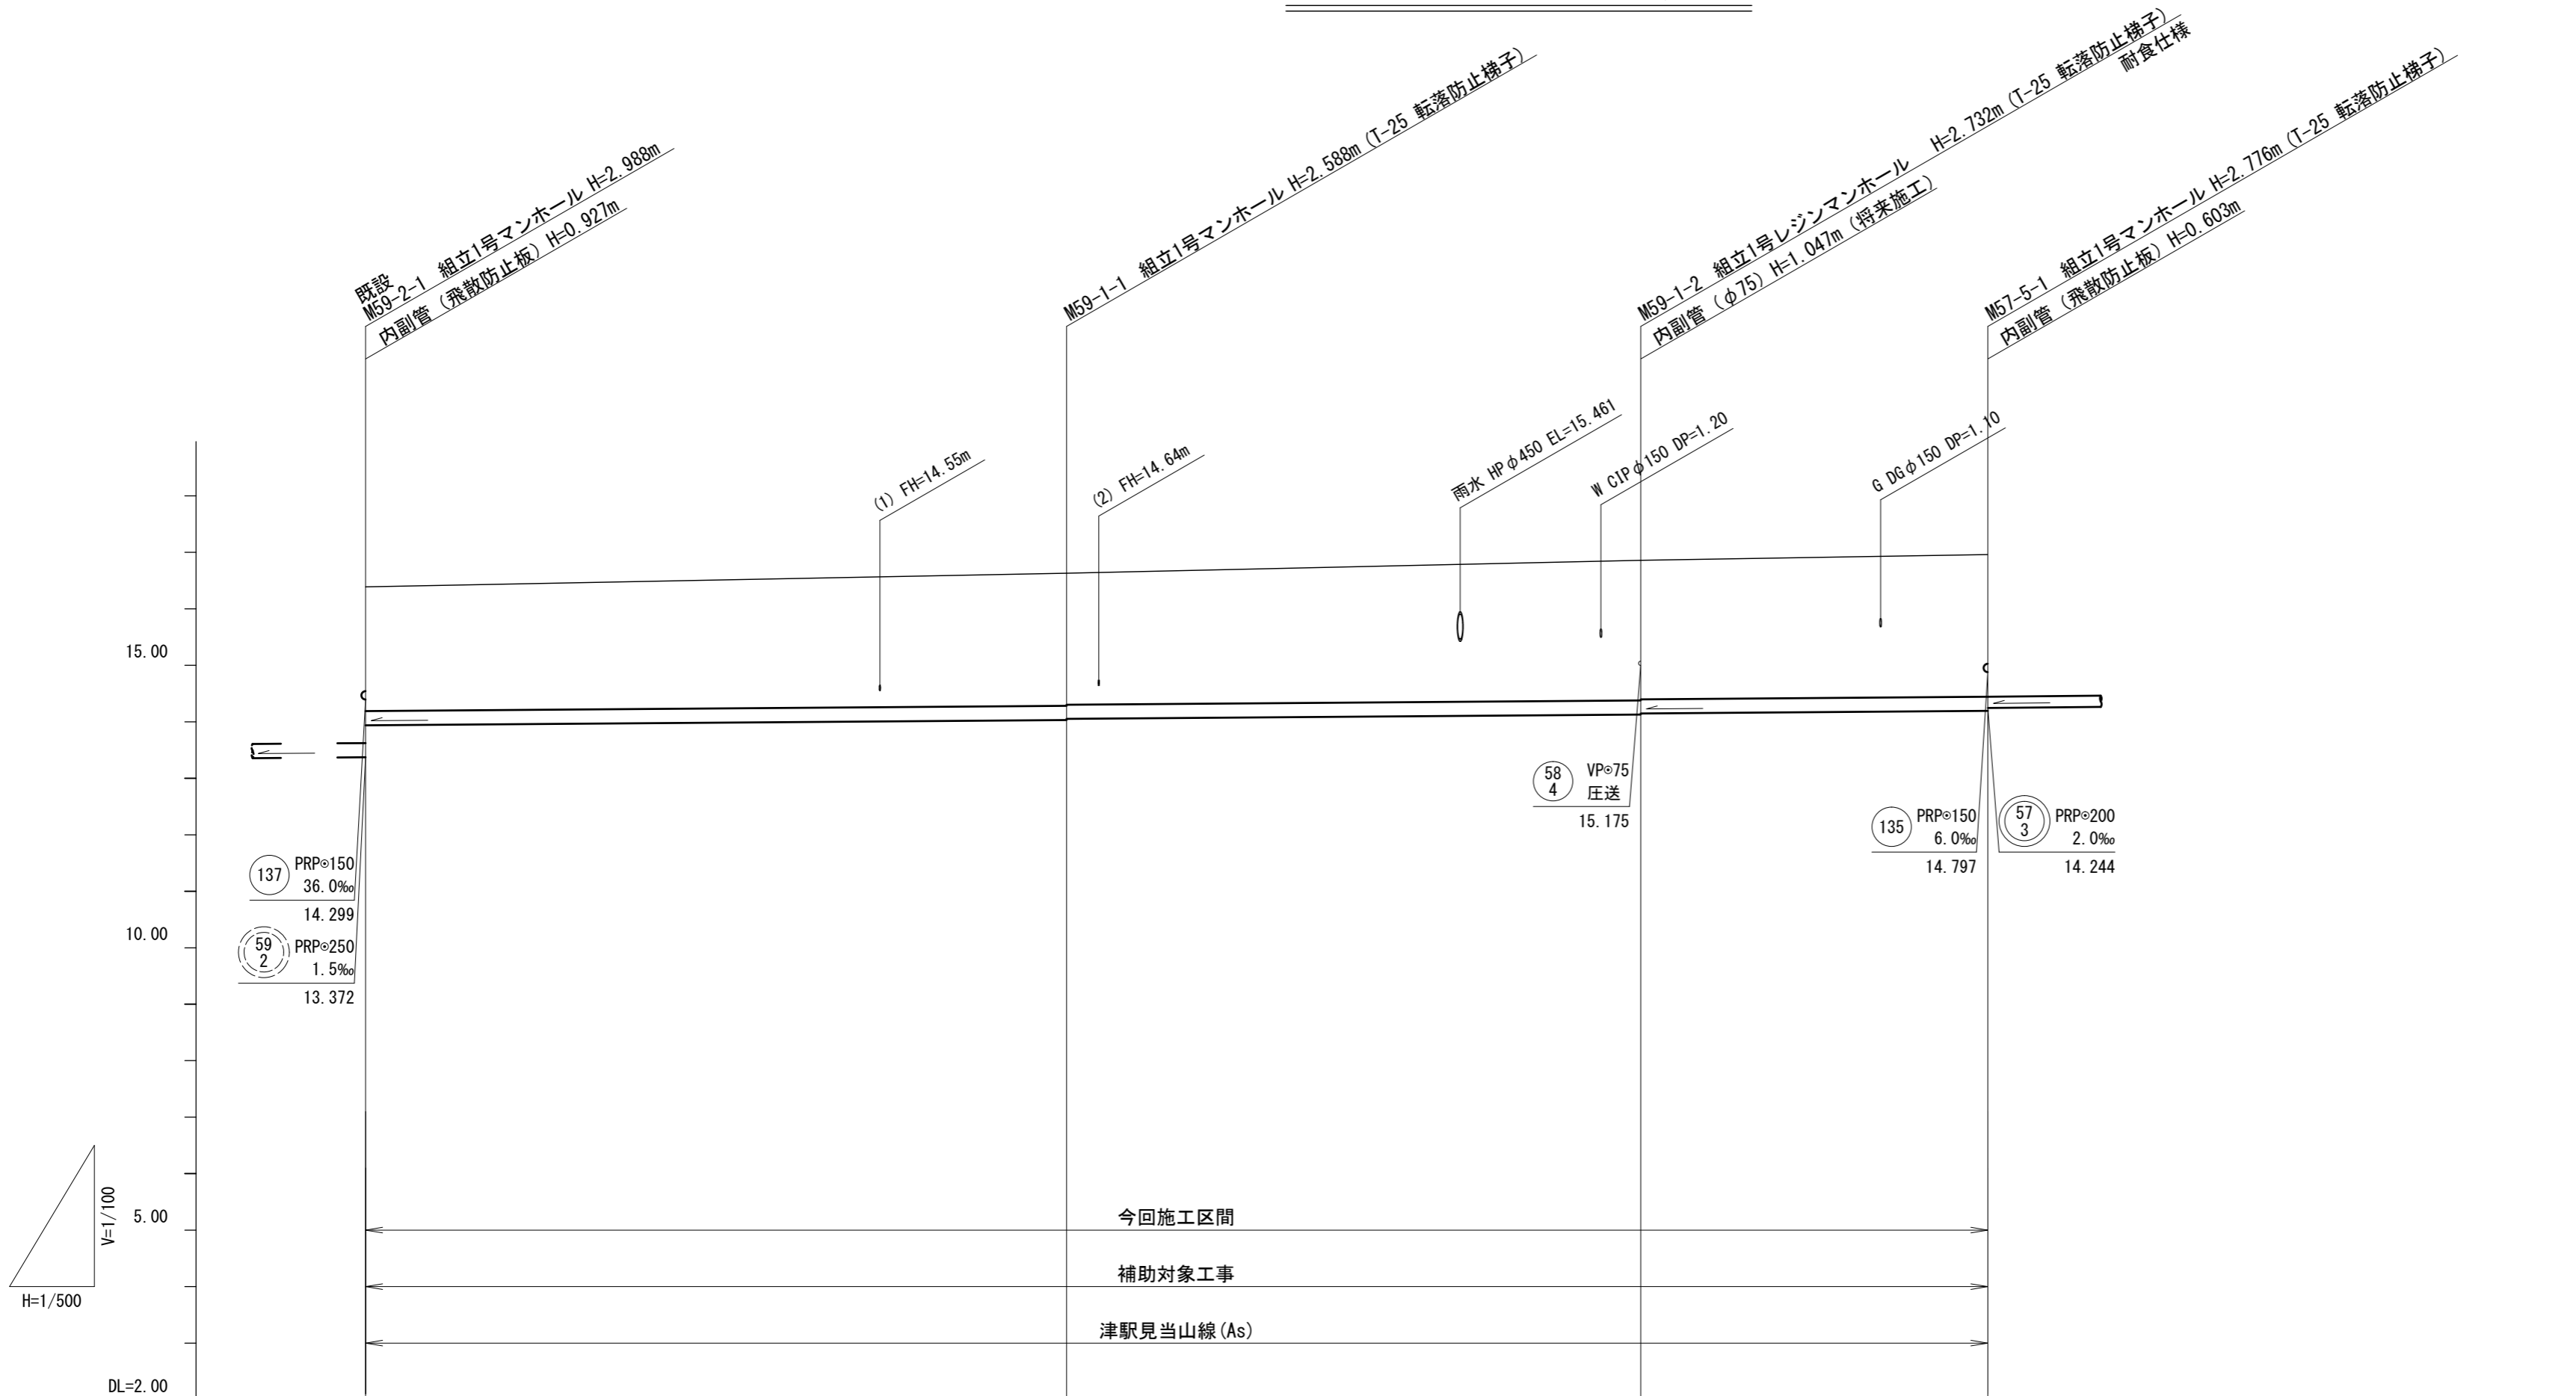 既設
M59-2-1　組立1号マンホール H=2.988m
内副管（飛散防止板）H=0.927m
M59-1-1　組立1号マンホール H=2.588m（T-25 転落防止梯子）
M59-1-2　組立1号レジンマンホール　H=2.732m（T-25 転落防止梯子）
耐食仕様
内副管（φ75）H=1.047m（将来施工）
M57-5-1　組立1号マンホール H=2.776m（T-25 転落防止梯子）
内副管（飛散防止板）H=0.603m
(1) FH=14.55m
(2) FH=14.64m
雨水 HPφ450 EL=15.461
W CIPφ150 DP=1.20
G DGφ150 DP=1.10
15.00
58
4
VP⊙75
圧送
15.175
135
PRP⊙150
6.0‰
14.797
57
3
PRP⊙200
2.0‰
14.244
137
PRP⊙150
36.0‰
14.299
10.00
59
2
PRP⊙250
1.5‰
13.372
5.00
V=1/100
H=1/500
今回施工区間
補助対象工事
津駅見当山線(As)
DL=2.00